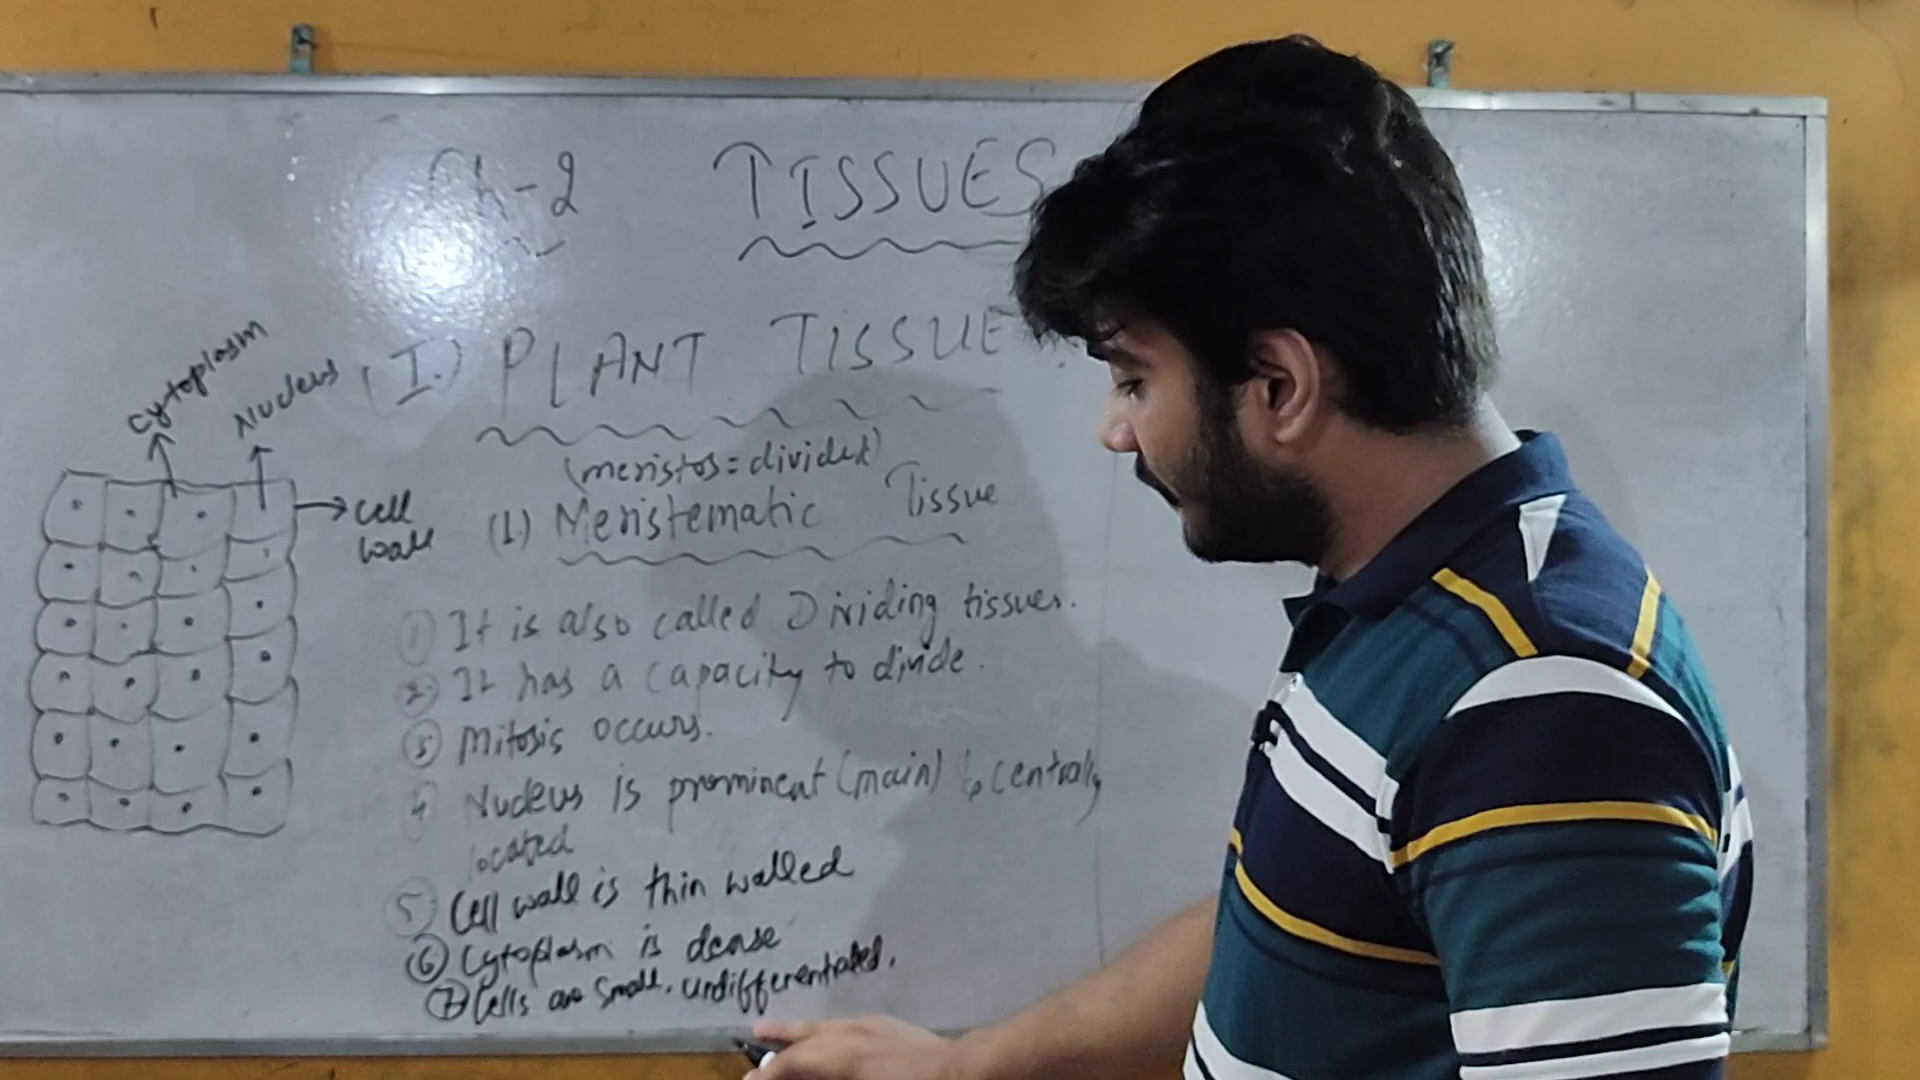 Ch-2 TISSUES
(I.) PLANT TISSUE
(meristos = divided)
(1.) Meristematic Tissue
Cytoplasm
Nucleus
Cell
wall
① It is also called Dividing tissues.
② It has a capacity to divide.
③ Mitosis occurs.
4 Nucleus is prominent (main) & centrally
located
5 Cell wall is thin walled
⑥ Cytoplasm is dense
⑦ Cells are small, undifferentiated.